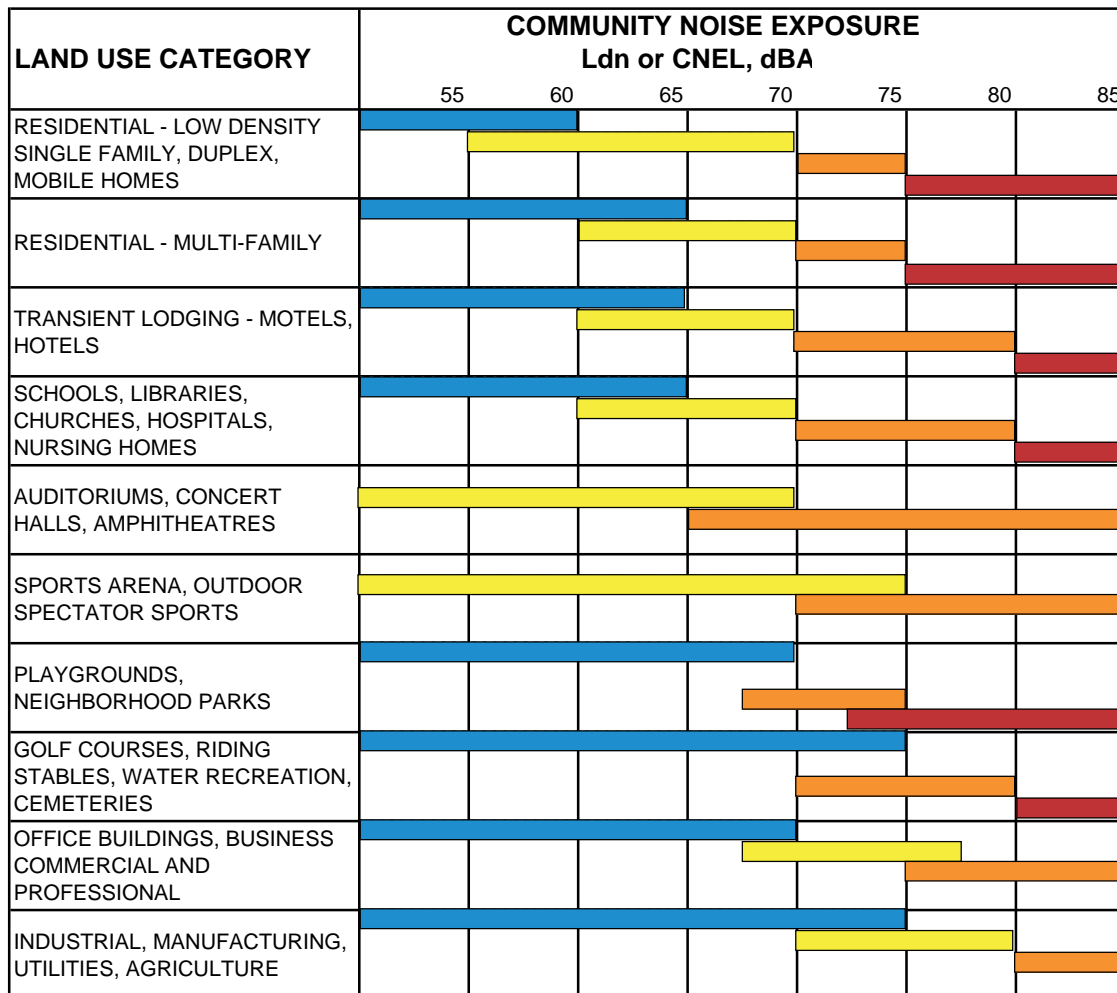 LAND USE CATEGORY
COMMUNITY NOISE EXPOSURE
Ldn or CNEL, dBA
55 60 65 70 75 80 85
RESIDENTIAL - LOW DENSITY
SINGLE FAMILY, DUPLEX,
MOBILE HOMES
RESIDENTIAL - MULTI-FAMILY
TRANSIENT LODGING - MOTELS,
HOTELS
SCHOOLS, LIBRARIES,
CHURCHES, HOSPITALS,
NURSING HOMES
AUDITORIUMS, CONCERT
HALLS, AMPHITHEATRES
SPORTS ARENA, OUTDOOR
SPECTATOR SPORTS
PLAYGROUNDS,
NEIGHBORHOOD PARKS
GOLF COURSES, RIDING
STABLES, WATER RECREATION,
CEMETERIES
OFFICE BUILDINGS, BUSINESS
COMMERCIAL AND
PROFESSIONAL
INDUSTRIAL, MANUFACTURING,
UTILITIES, AGRICULTURE